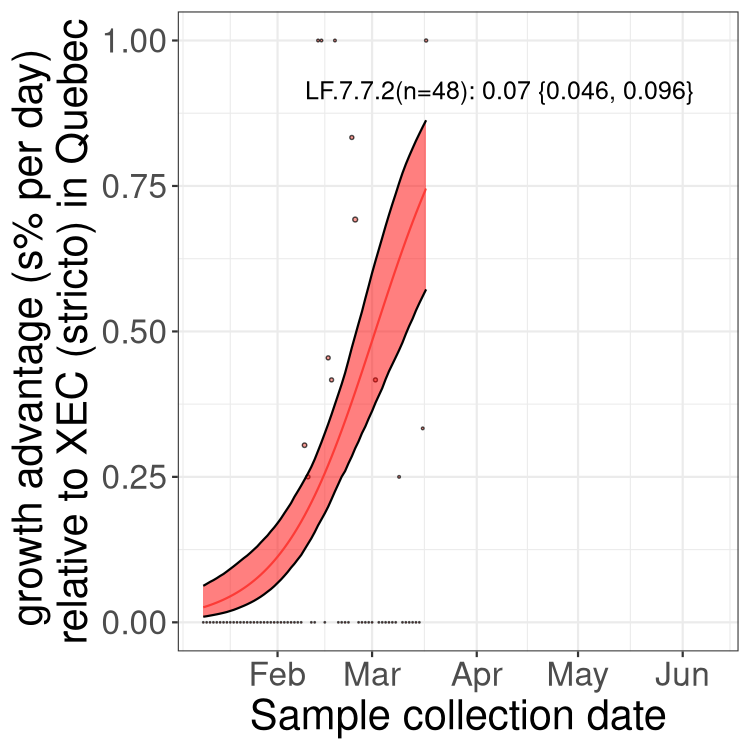 growth advantage (s% per day)
relative to XEC (stricto) in Quebec
1.00
0.75
0.50
0.25
0.00
LF.7.7.2(n=48): 0.07 {0.046, 0.096}
Feb Mar Apr May Jun
Sample collection date